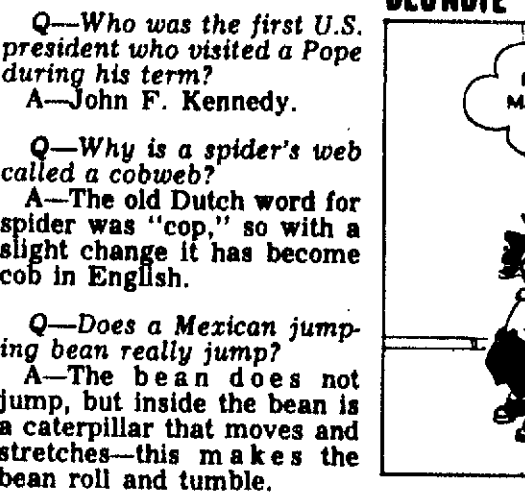 Q—Who was the first U.S.
president who visited a Pope
during his term?
A—John F. Kennedy.
Q—Why is a spider's web
called a cobweb?
A—The old Dutch word for
spider was "cop," so with a
slight change it has become
cob in English.
Q—Does a Mexican jump-
ing bean really jump?
A—The bean does not
jump, but inside the bean is
a caterpillar that moves and
stretches—this makes the
bean roll and tumble.
BLONDIE